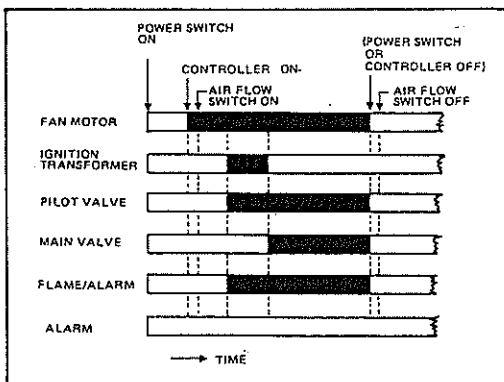 POWER SWITCH
ON
(POWER SWITCH
OR
CONTROLLER OFF)
CONTROLLER ON-
AIR FLOW
SWITCH ON
AIR FLOW
SWITCH OFF
FAN MOTOR
IGNITION
TRANSFORMER
PILOT VALVE
MAIN VALVE
FLAME/ALARM
ALARM
TIME